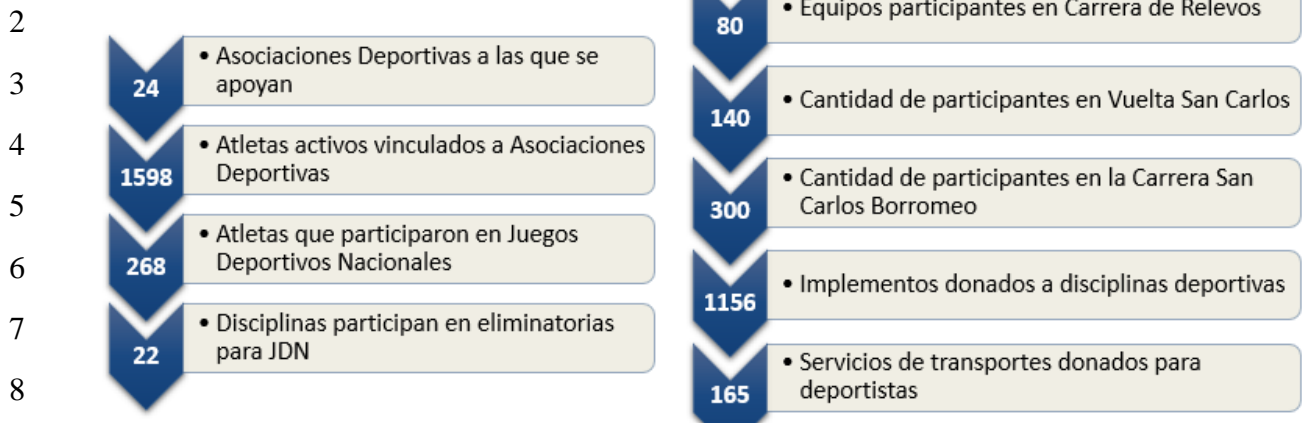 2
3
4
5
6
7
8
24
• Asociaciones Deportivas a las que se
apoyan
1598
• Atletas activos vinculados a Asociaciones
Deportivas
268
• Atletas que participaron en Juegos
Deportivos Nacionales
22
• Disciplinas participan en eliminatorias
para JDN
80
• Equipos participantes en Carrera de Relevos
140
• Cantidad de participantes en Vuelta San Carlos
300
• Cantidad de participantes en la Carrera San
Carlos Borromeo
1156
• Implementos donados a disciplinas deportivas
165
• Servicios de transportes donados para
deportistas